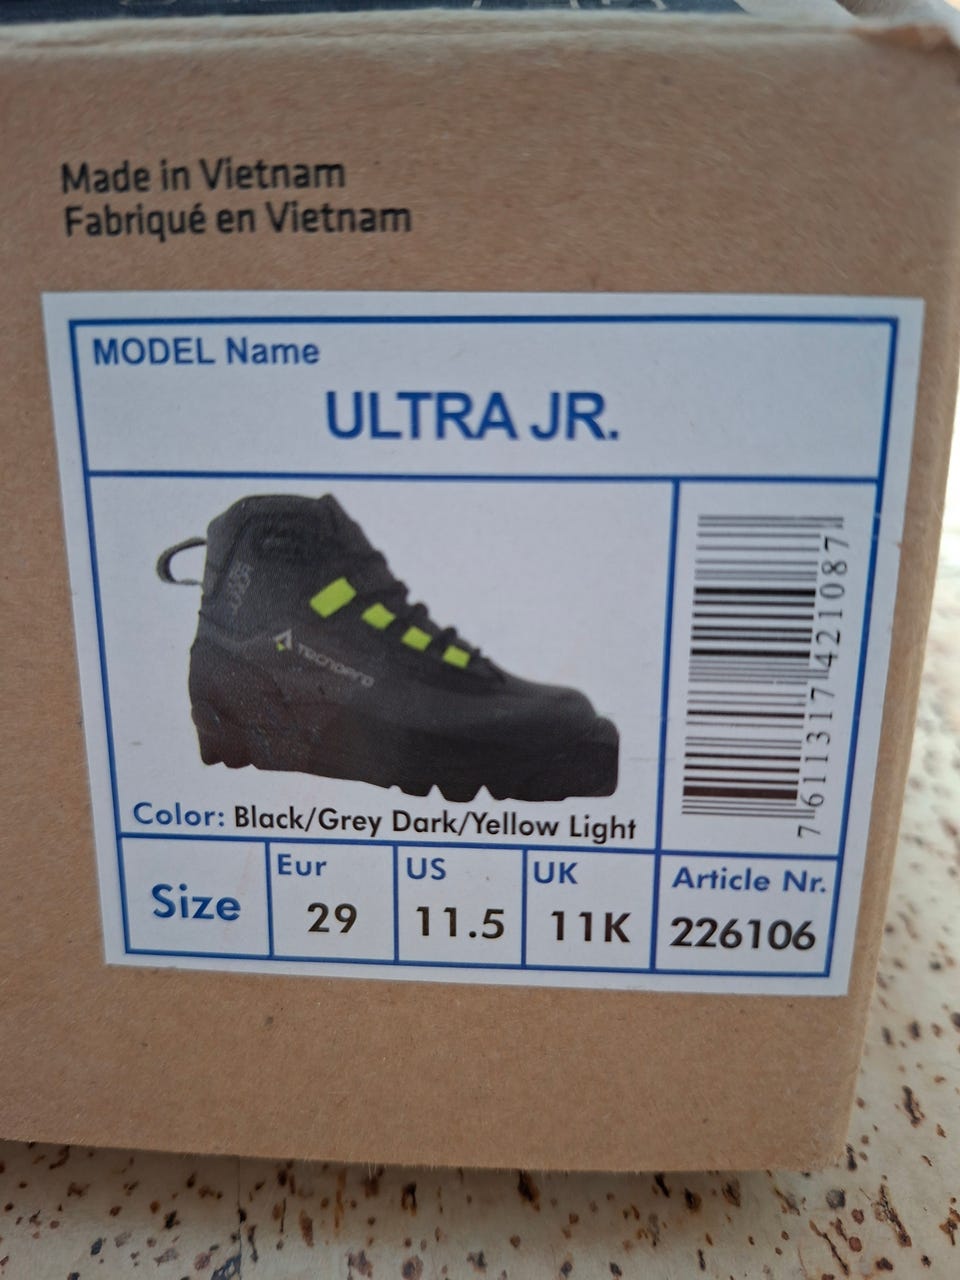 Made in Vietnam
Fabriqué en Vietnam
MODEL Name
ULTRA JR.
TECNOPRO
7611317421087
Color: Black/Grey Dark/Yellow Light
Size
Eur
29
US
11.5
UK
11K
Article Nr.
226106